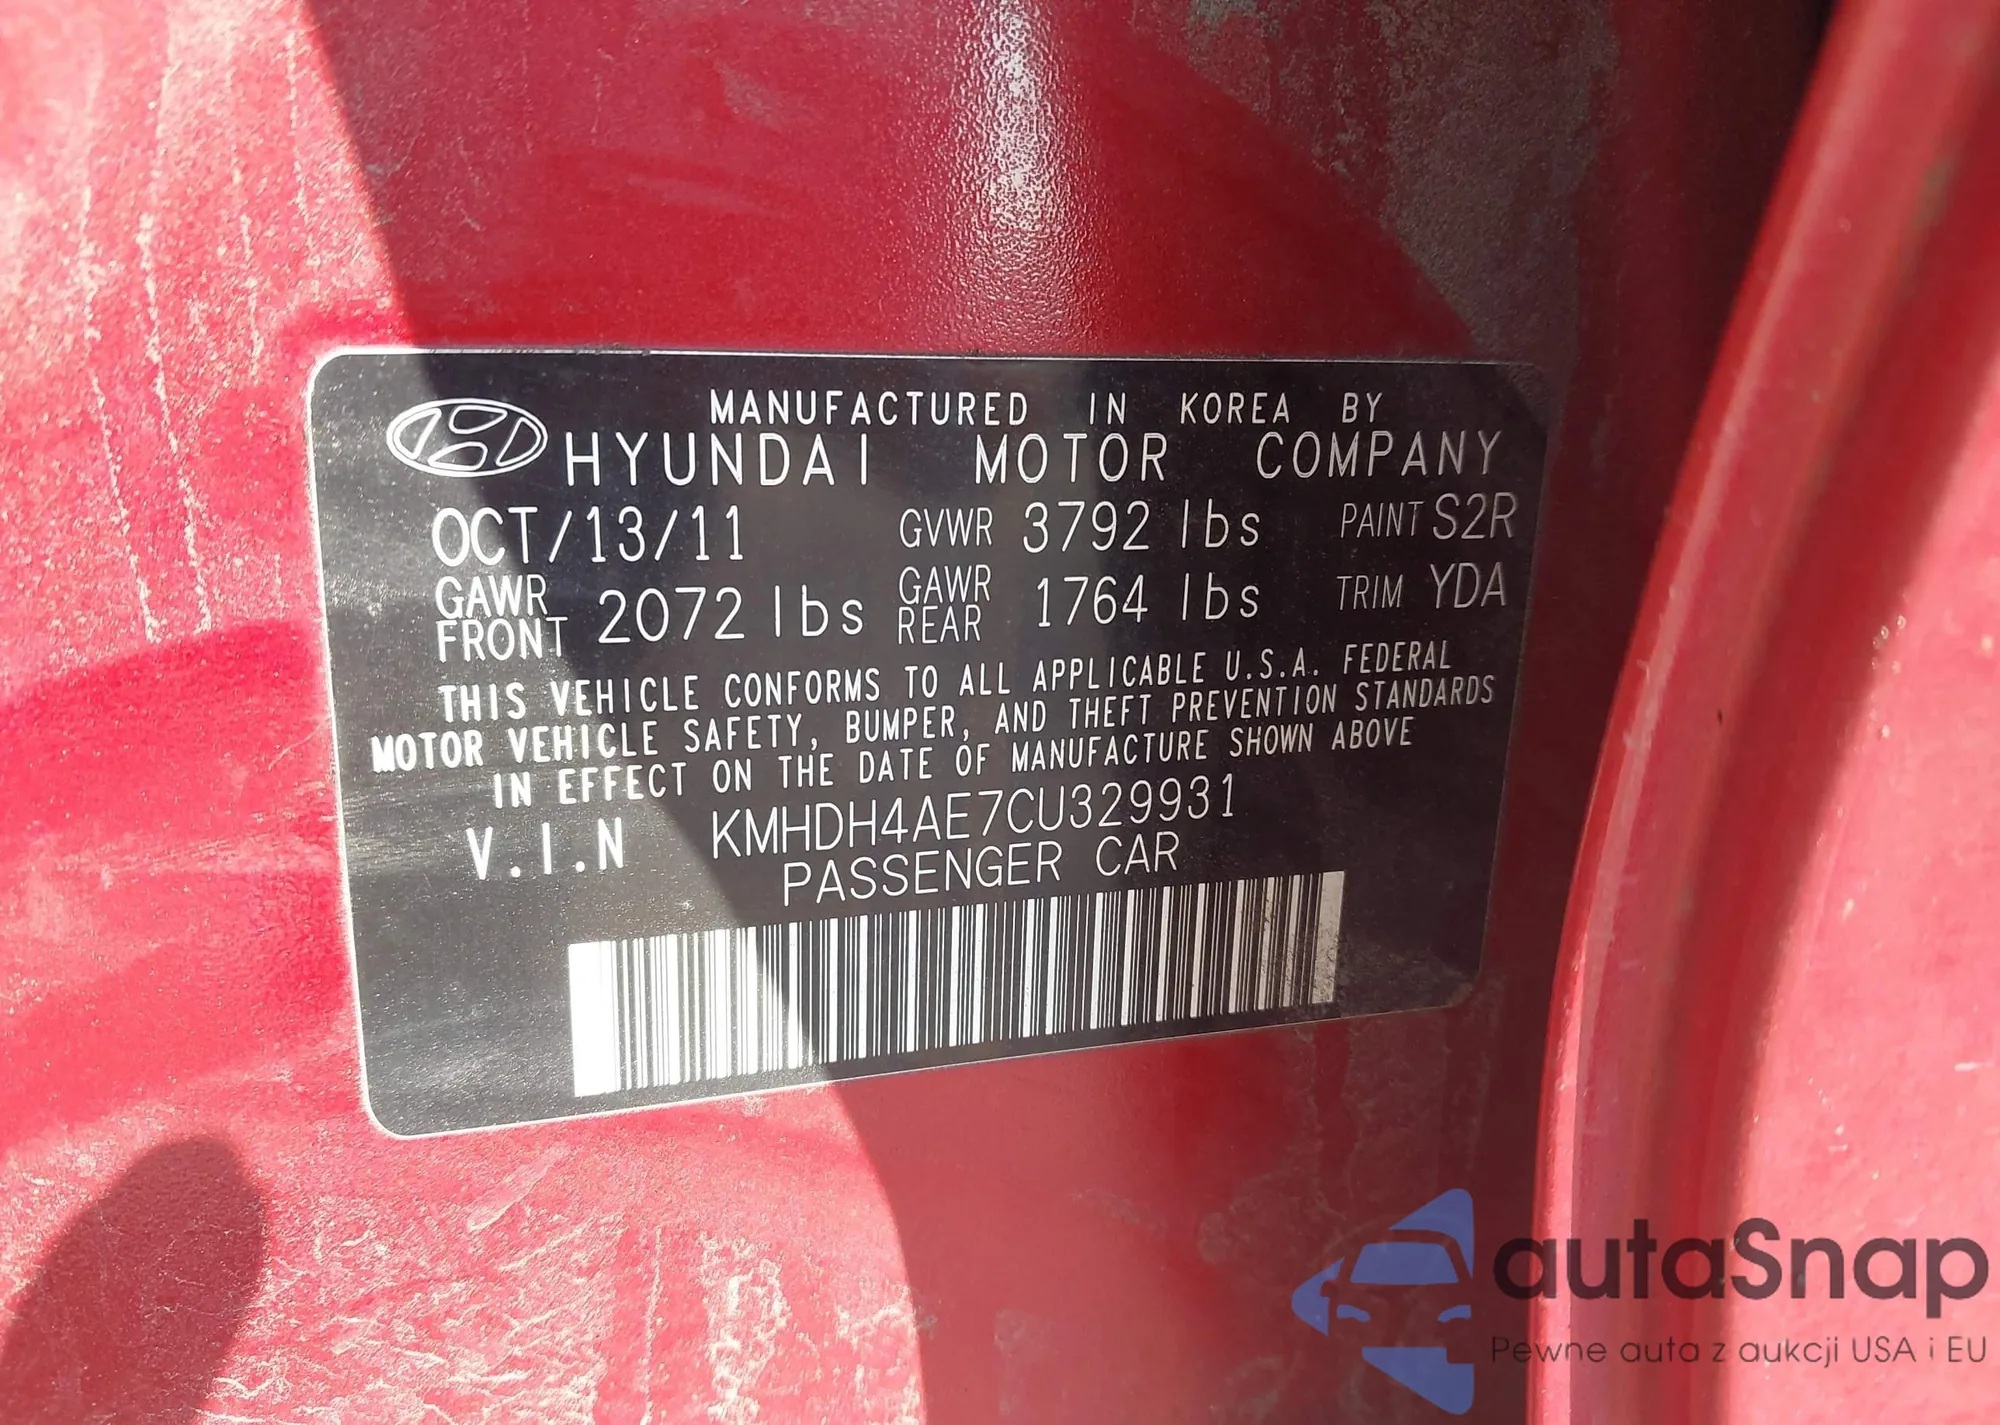 MANUFACTURED IN KOREA BY
HYUNDAI MOTOR COMPANY
OCT/13/11 GVWR 3792 lbs PAINT S2R
GAWR FRONT 2072 lbs GAWR REAR 1764 lbs TRIM YDA
THIS VEHICLE CONFORMS TO ALL APPLICABLE U.S.A. FEDERAL
MOTOR VEHICLE SAFETY, BUMPER, AND THEFT PREVENTION STANDARDS
IN EFFECT ON THE DATE OF MANUFACTURE SHOWN ABOVE
V.I.N KMHDH4AE7CU329931
PASSENGER CAR
autaSnap
Pewne auta z aukcji USA i EU